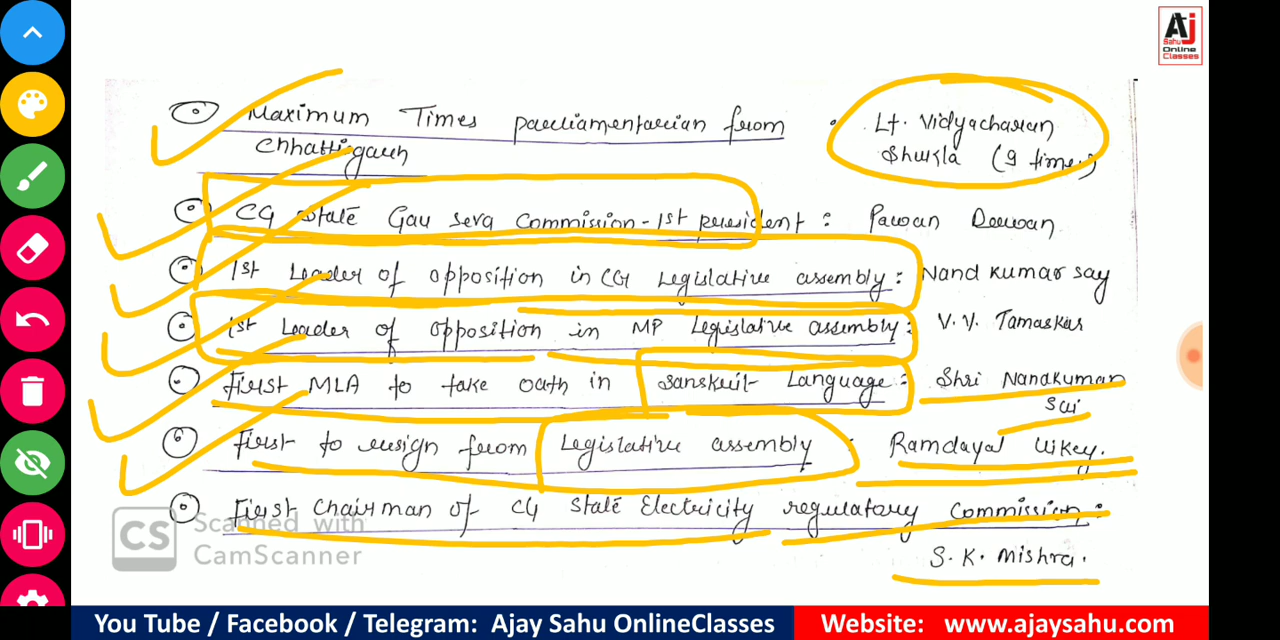 Aj
Sahu
Online
Classes
Maximum Times parliamentarian from : Lt. Vidyacharan
Chhattisgarh Shukla (9 times)
CG State Gau Seva Commission - 1st president : Pawan Deewan
1st Leader of opposition in CG Legislative assembly : Nand Kumar Say
1st Leader of opposition in MP Legislative assembly : V. V. Tamaskar
First MLA to take oath in Sanskrit Language : Shri Nandkumar
Sai
First to resign from Legislative assembly : Ramdayal Uikey.
First Chairman of CG State Electricity regulatory Commission :
S. K. Mishra.
CS Scanned with
CamScanner
You Tube / Facebook / Telegram: Ajay Sahu OnlineClasses Website: www.ajaysahu.com